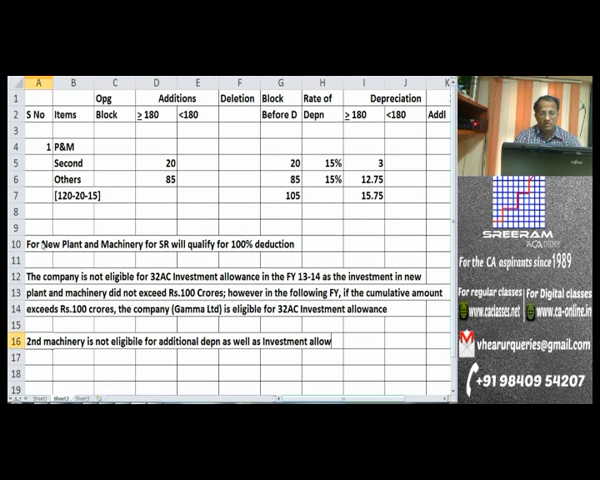 A B C D E F G H I J K
1 Opg Additions Deletion Block Rate of Depreciation
2 S No Items Block ≥ 180 <180 Before D Depn ≥ 180 <180 Addl
3
4 1 P&M
5 Second 20 20 15% 3
6 Others 85 85 15% 12.75
7 [120-20-15] 105 15.75
8
9
10 For New Plant and Machinery for SR will qualify for 100% deduction
11
12 The company is not eligible for 32AC Investment allowance in the FY 13-14 as the investment in new
13 plant and machinery did not exceed Rs.100 Crores; however in the following FY, if the cumulative amount
14 exceeds Rs.100 crores, the company (Gamma Ltd) is eligible for 32AC Investment allowance
15
16 2nd machinery is not eligibile for additional depn as well as Investment allow
17
18
19
Sheet1 Sheet2 Sheet3
SREERAM
ACADEMY
For the CA aspirants since 1989
For regular classes For Digital classes
www.caclasses.net www.ca-online.in
vhearurqueries@gmail.com
+91 98409 54207